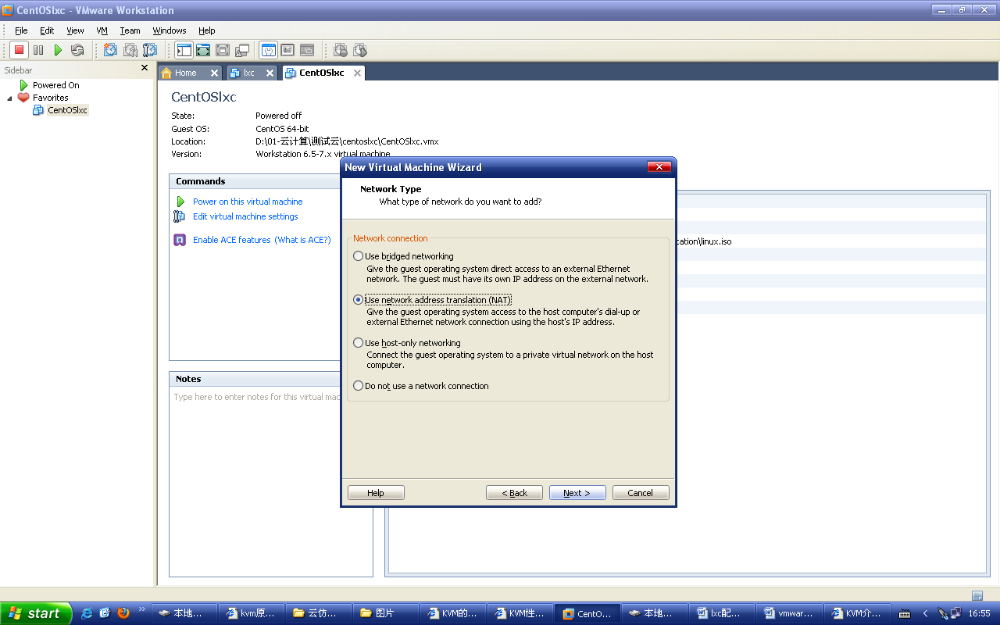 CentOSlxc - VMware Workstation
File Edit View VM Team Windows Help
Sidebar
Powered On
Favorites
CentOSlxc
Home lxc CentOSlxc
CentOSlxc
State: Powered off
Guest OS: CentOS 64-bit
Location: D:\01-云计算\测试云\centoslxc\CentOSlxc.vmx
Version: Workstation 6.5-7.x virtual machine
Commands
Power on this virtual machine
Edit virtual machine settings
Enable ACE features (What is ACE?)
Notes
Type here to enter notes for this virtual mac
cation\linux.iso
New Virtual Machine Wizard
Network Type
What type of network do you want to add?
Network connection
Use bridged networking
Give the guest operating system direct access to an external Ethernet
network. The guest must have its own IP address on the external network.
Use network address translation (NAT)
Give the guest operating system access to the host computer's dial-up or
external Ethernet network connection using the host's IP address.
Use host-only networking
Connect the guest operating system to a private virtual network on the host
computer.
Do not use a network connection
Help < Back Next > Cancel
start 本地... kvm原... 云仿... 图片 KVM的... KVM性... CentO... 本地... lxc配... vmwar... KVM介... 16:55